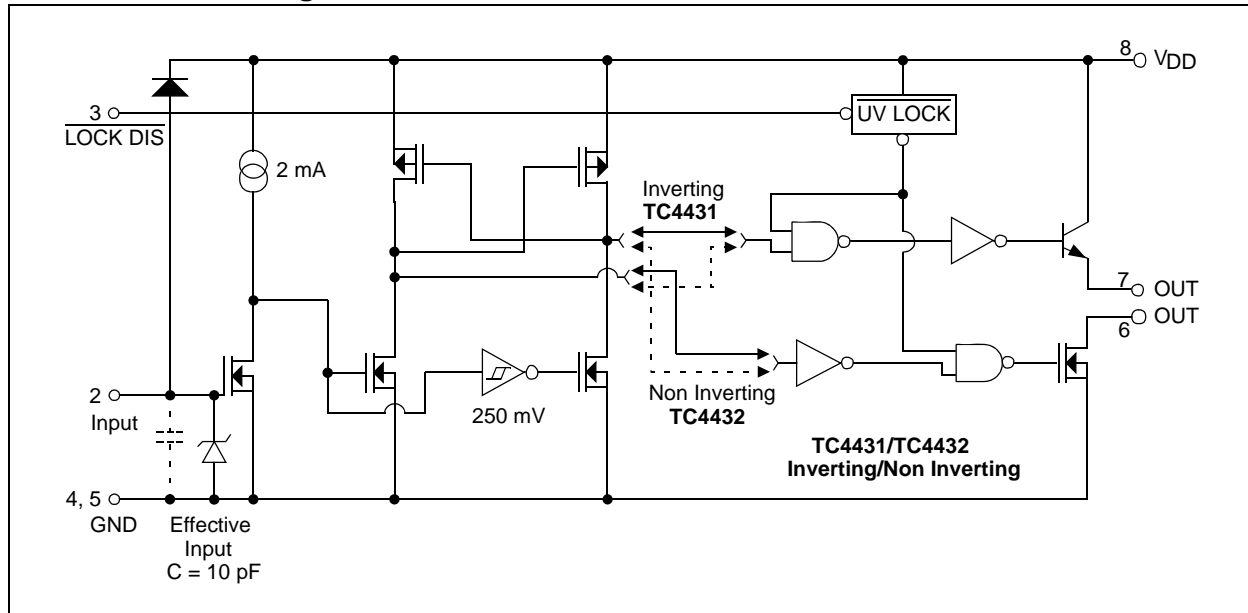 8 VDD
3
LOCK DIS
UV LOCK
2 mA
Inverting
TC4431
7 OUT
6 OUT
2
Input
250 mV
Non Inverting
TC4432
TC4431/TC4432
Inverting/Non Inverting
4, 5
GND
Effective
Input
C = 10 pF